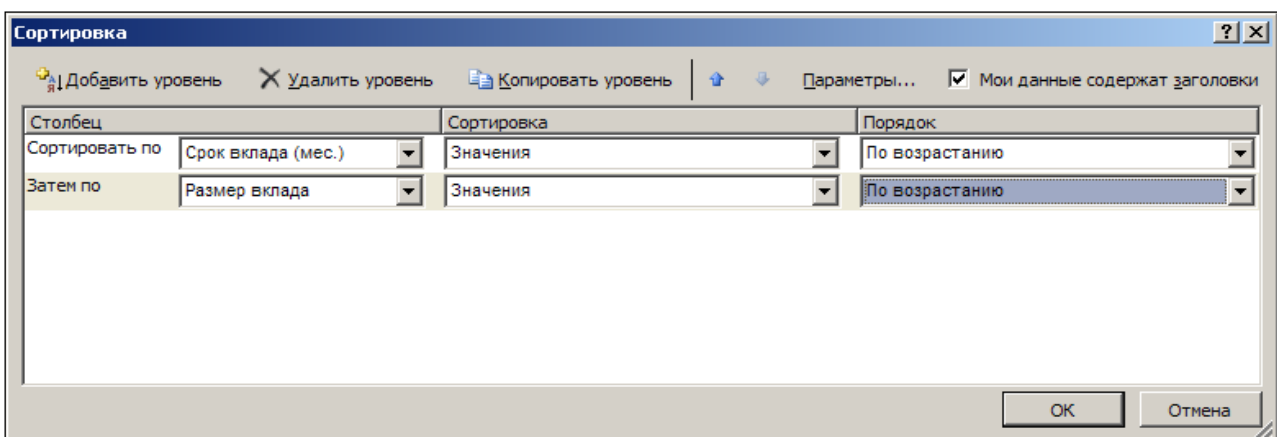 Сортировка
Добавить уровень Удалить уровень Копировать уровень Параметры... Мои данные содержат заголовки
Столбец Сортировка Порядок
Сортировать по Срок вклада (мес.) Значения По возрастанию
Затем по Размер вклада Значения По возрастанию
ОК Отмена